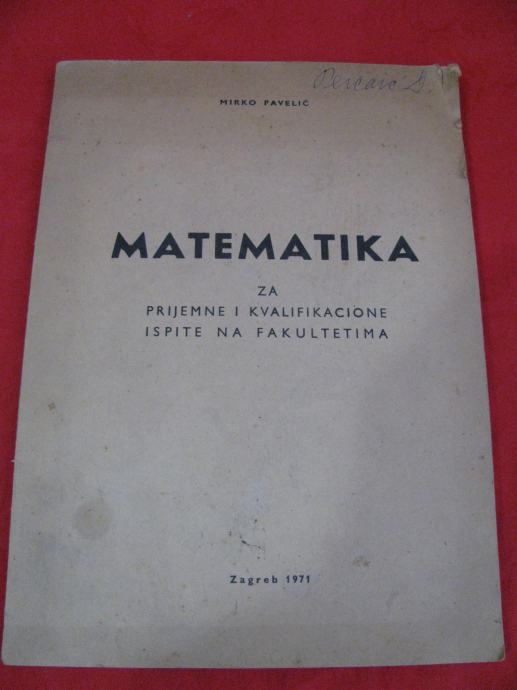 MIRKO PAVELIĆ
MATEMATIKA
ZA
PRIJEMNE I KVALIFIKACIONE
ISPITE NA FAKULTETIMA
Zagreb 1971